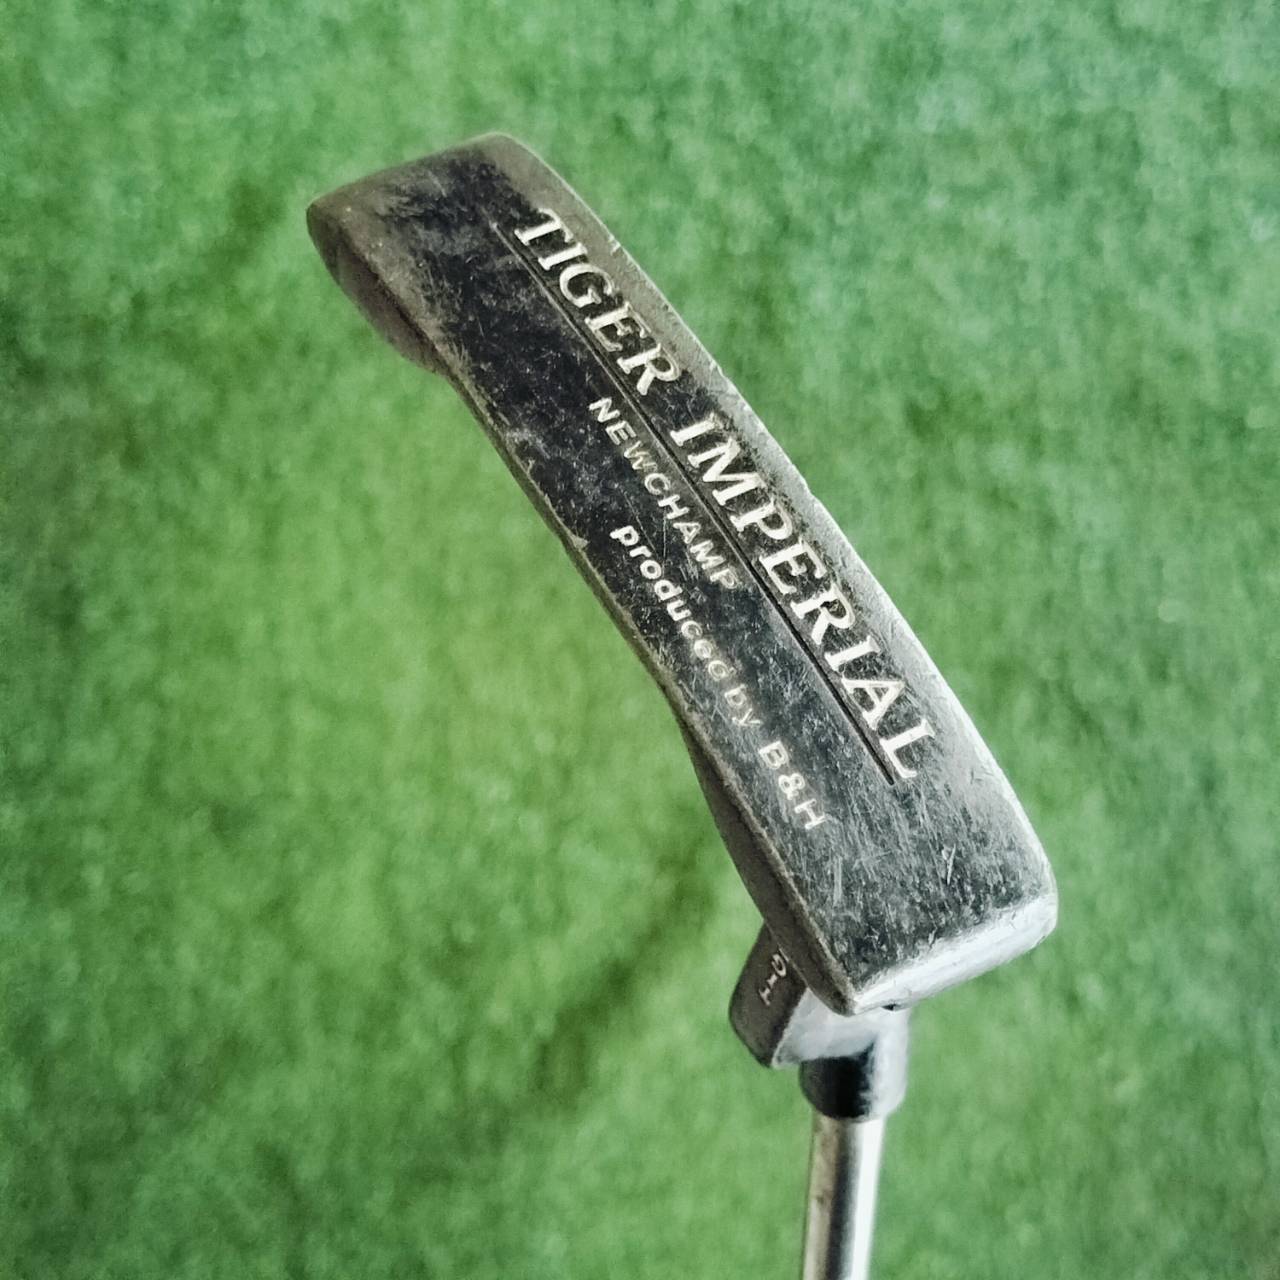 TIGER IMPERIAL
NEWCHAMP
produced by B&H
G-I